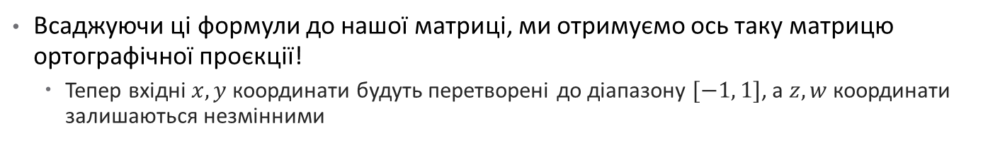 • Всаджуючи ці формули до нашої матриці, ми отримуємо ось таку матрицю
ортографічної проєкції!
• Тепер вхідні x, y координати будуть перетворені до діапазону [−1, 1], а z, w координати
залишаються незмінними